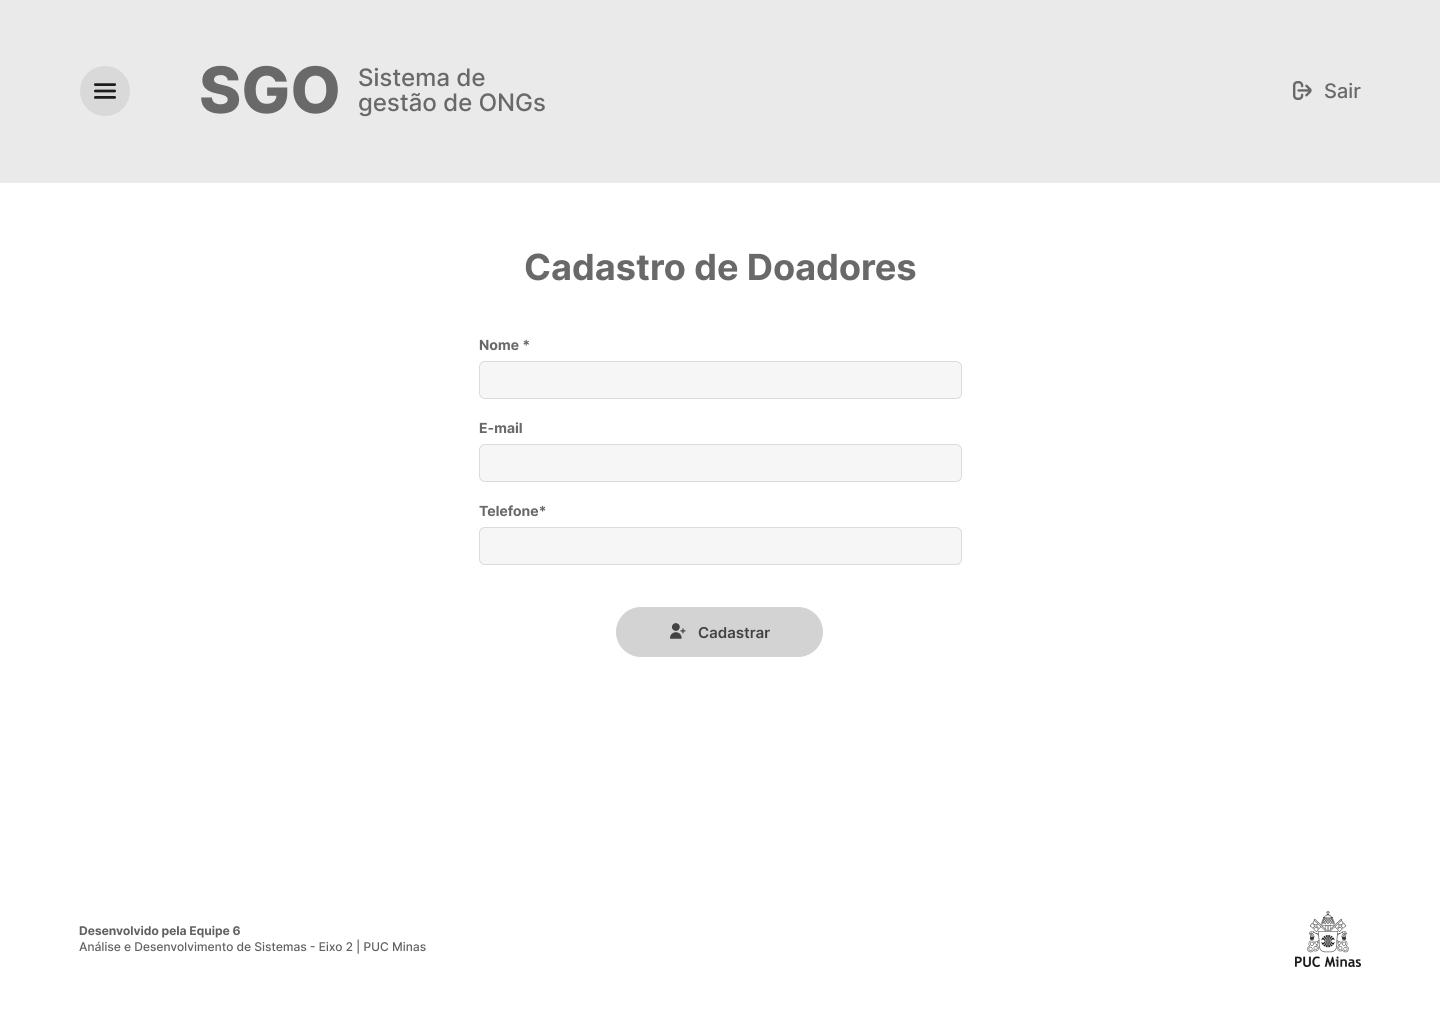 SGO
Sistema de
gestão de ONGs
Sair
Cadastro de Doadores
Nome *
E-mail
Telefone*
Cadastrar
Desenvolvido pela Equipe 6
Análise e Desenvolvimento de Sistemas - Eixo 2 | PUC Minas
PUC Minas